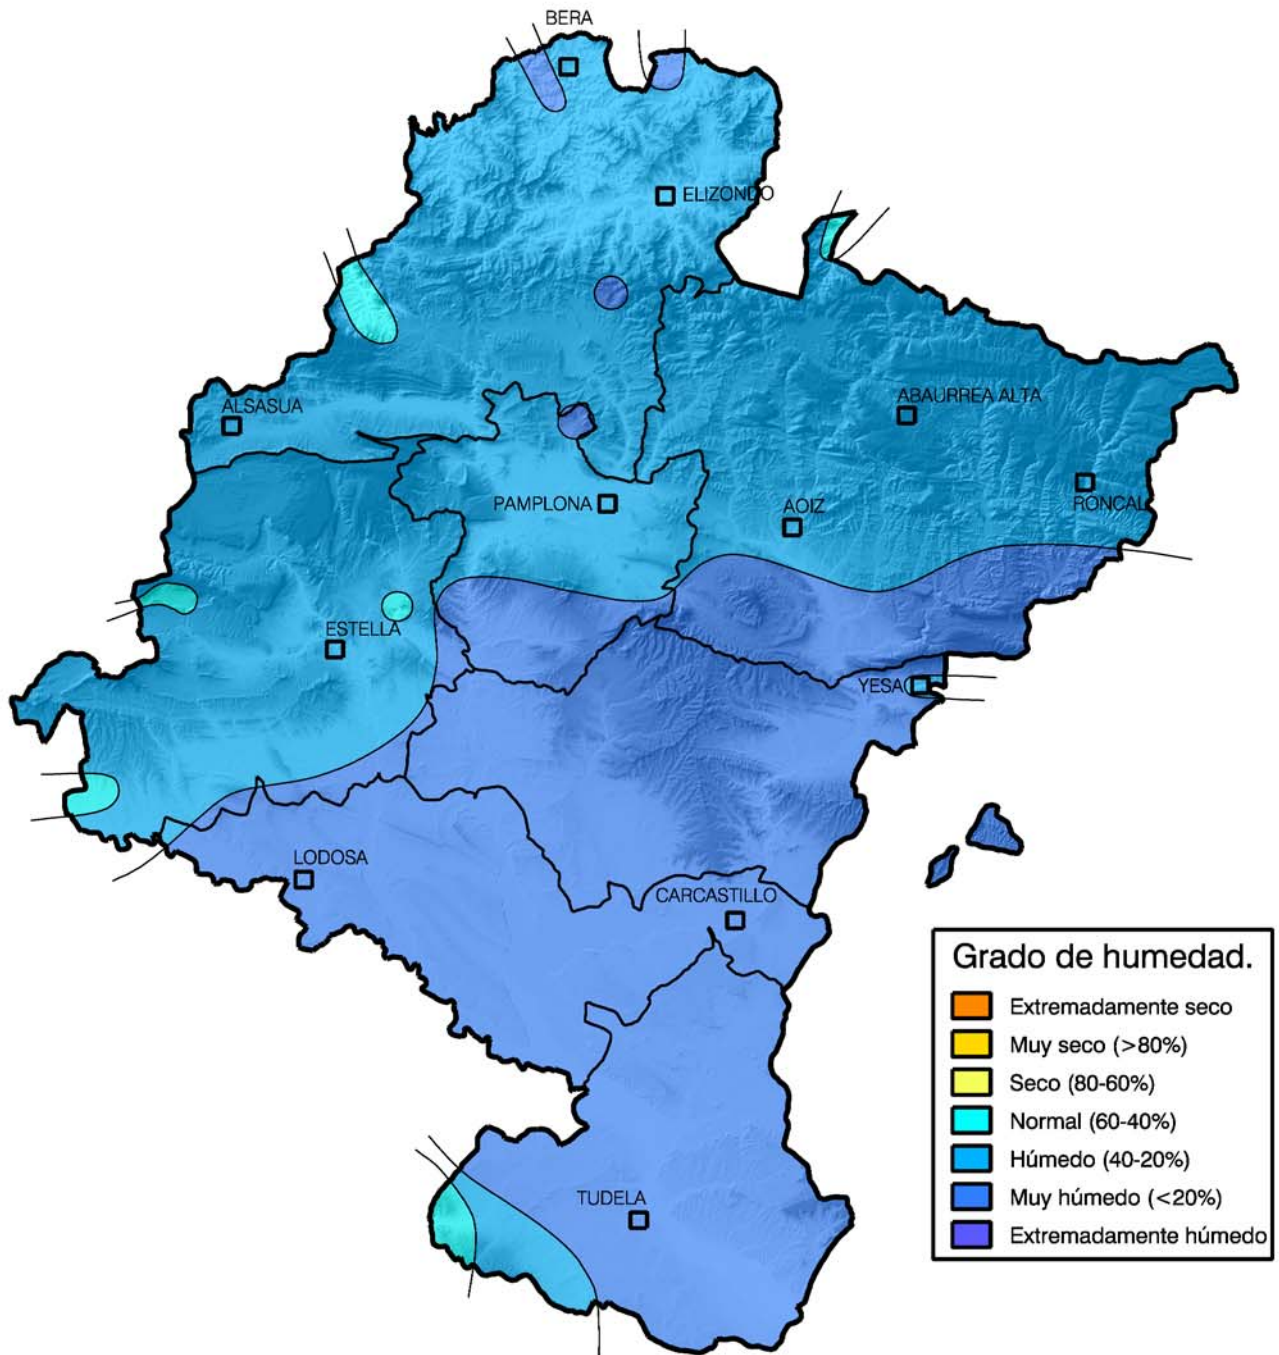 BERA
ELIZONDO
ABAURREA ALTA
ALSASUA
RONCAL
PAMPLONA
AOIZ
ESTELLA
YESA
LODOSA
CARCASTILLO
TUDELA
Grado de humedad.
Extremadamente seco
Muy seco (>80%)
Seco (80-60%)
Normal (60-40%)
Húmedo (40-20%)
Muy húmedo (<20%)
Extremadamente húmedo